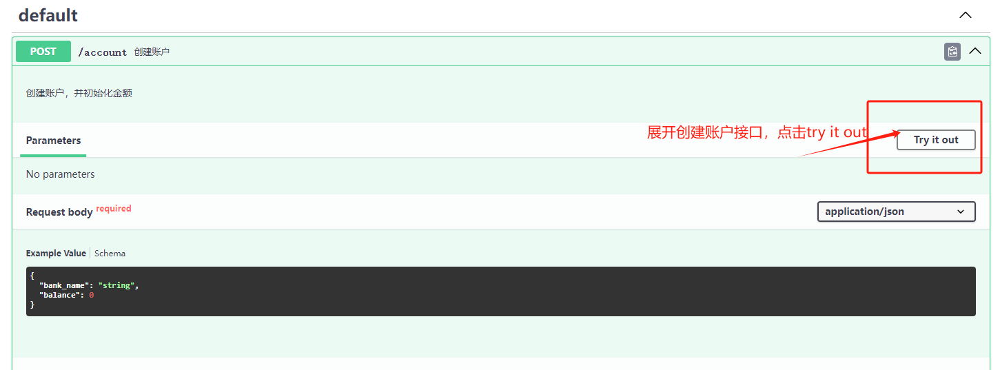 default
POST /account 创建账户
创建账户，并初始化金额
展开创建账户接口，点击try it out
Parameters
Try it out
No parameters
Request body required
application/json
Example Value Schema
{
"bank_name": "string",
"balance": 0
}